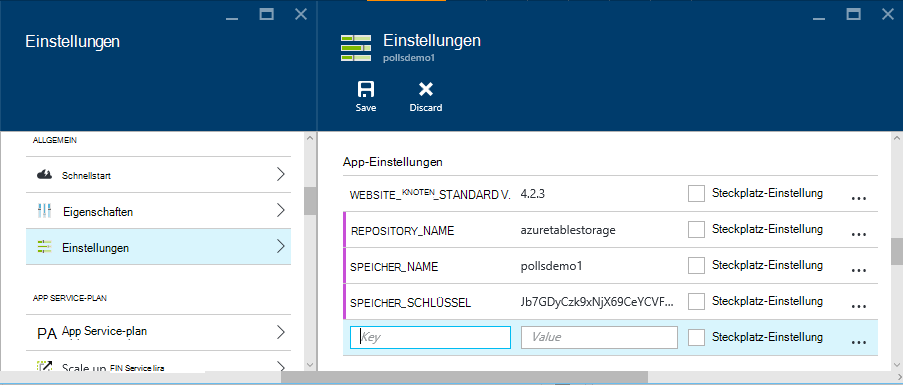 Einstellungen
Einstellungen
pollsdemo1
Save
Discard
ALLGEMEIN
Schnellstart
Eigenschaften
Einstellungen
APP SERVICE-PLAN
PA App Service-plan
Scale up FIN Service lira
App-Einstellungen
WEBSITE_KNOTEN_STANDARD V. 4.2.3 Steckplatz-Einstellung ...
REPOSITORY_NAME azuretablestorage Steckplatz-Einstellung ...
SPEICHER_NAME pollsdemo1 Steckplatz-Einstellung ...
SPEICHER_SCHLÜSSEL Jb7GDyCzk9xNjX69CeYCVF... Steckplatz-Einstellung ...
Key Value Steckplatz-Einstellung ...